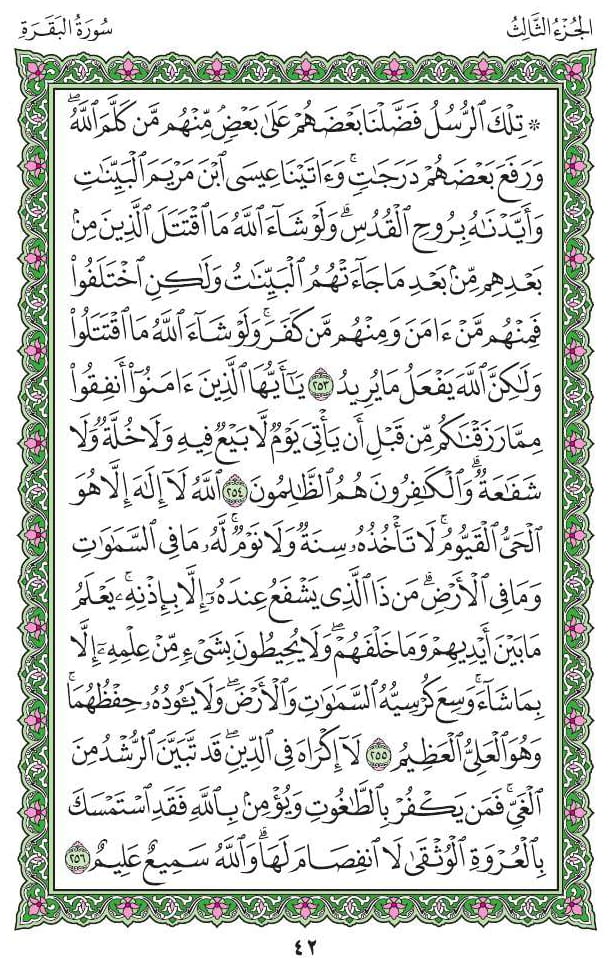 الجُزْءُ الثَّالِثُ
سُورَةُ البَقَرَةِ
۞ تِلْكَ ٱلرُّسُلُ فَضَّلْنَا بَعْضَهُمْ عَلَىٰ بَعْضٍۘ مِّنْهُم مَّن كَلَّمَ ٱللَّهُۖ
وَرَفَعَ بَعْضَهُمْ دَرَجَٰتٍۚ وَءَاتَيْنَا عِيسَى ٱبْنَ مَرْيَمَ ٱلْبَيِّنَٰتِ
وَأَيَّدْنَٰهُ بِرُوحِ ٱلْقُدُسِۗ وَلَوْ شَآءَ ٱللَّهُ مَا ٱقْتَتَلَ ٱلَّذِينَ مِنۢ
بَعْدِهِم مِّنۢ بَعْدِ مَا جَآءَتْهُمُ ٱلْبَيِّنَٰتُ وَلَٰكِنِ ٱخْتَلَفُوا۟
فَمِنْهُم مَّنْ ءَامَنَ وَمِنْهُم مَّن كَفَرَۚ وَلَوْ شَآءَ ٱللَّهُ مَا ٱقْتَتَلُوا۟
وَلَٰكِنَّ ٱللَّهَ يَفْعَلُ مَا يُرِيدُ ٢٥٣ يَٰٓأَيُّهَا ٱلَّذِينَ ءَامَنُوٓا۟ أَنفِقُوا۟
مِمَّا رَزَقْنَٰكُم مِّن قَبْلِ أَن يَأْتِىَ يَوْمٌ لَّا بَيْعٌ فِيهِ وَلَا خُلَّةٌ وَلَا
شَفَٰعَةٌۗ وَٱلْكَٰفِرُونَ هُمُ ٱلظَّٰلِمُونَ ٢٥٤ ٱللَّهُ لَآ إِلَٰهَ إِلَّا هُوَ
ٱلْحَىُّ ٱلْقَيُّومُۚ لَا تَأْخُذُهُۥ سِنَةٌ وَلَا نَوْمٌۚ لَّهُۥ مَا فِى ٱلسَّمَٰوَٰتِ
وَمَا فِى ٱلْأَرْضِۗ مَن ذَا ٱلَّذِى يَشْفَعُ عِندَهُۥٓ إِلَّا بِإِذْنِهِۦۚ يَعْلَمُ
مَا بَيْنَ أَيْدِيهِمْ وَمَا خَلْفَهُمْۖ وَلَا يُحِيطُونَ بِشَىْءٍ مِّنْ عِلْمِهِۦٓ إِلَّا
بِمَا شَآءَۚ وَسِعَ كُرْسِيُّهُ ٱلسَّمَٰوَٰتِ وَٱلْأَرْضَۖ وَلَا يَـُٔودُهُۥ حِفْظُهُمَاۚ
وَهُوَ ٱلْعَلِىُّ ٱلْعَظِيمُ ٢٥٥ لَآ إِكْرَاهَ فِى ٱلدِّينِۖ قَد تَّبَيَّنَ ٱلرُّشْدُ مِنَ
ٱلْغَىِّۚ فَمَن يَكْفُرْ بِٱلطَّٰغُوتِ وَيُؤْمِنۢ بِٱللَّهِ فَقَدِ ٱسْتَمْسَكَ
بِٱلْعُرْوَةِ ٱلْوُثْقَىٰ لَا ٱنفِصَامَ لَهَاۗ وَٱللَّهُ سَمِيعٌ عَلِيمٌ ٢٥٦
٤٢